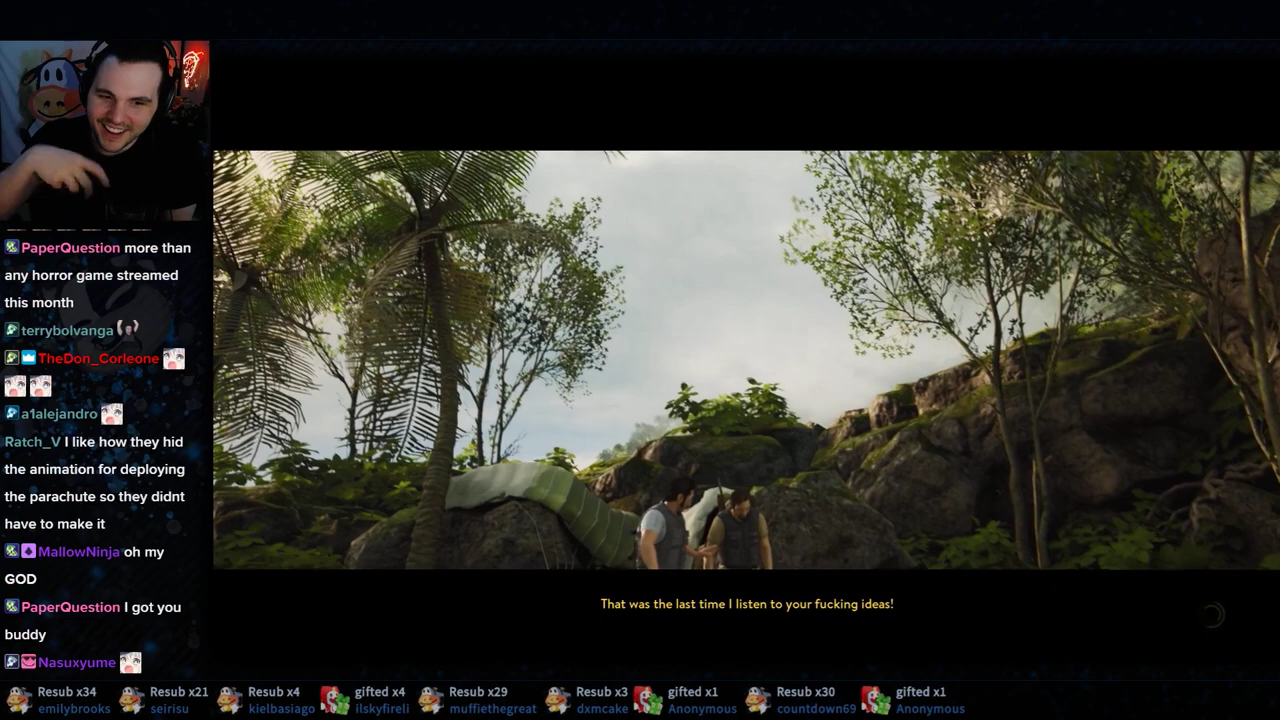 PaperQuestion more than
any horror game streamed
this month
terrybolvanga
TheDon_Corleone
a1alejandro
Ratch_V I like how they hid
the animation for deploying
the parachute so they didnt
have to make it
MallowNinja oh my
GOD
PaperQuestion I got you
buddy
Nasuxyume
That was the last time I listen to your fucking ideas!
Resub x34 Resub x21 Resub x4 gifted x4 Resub x29 Resub x3 gifted x1 Resub x30 gifted x1
emilybrooks seirisu kielbasiago ilskyfireli muffiethegreat dxmcake Anonymous countdown69 Anonymous